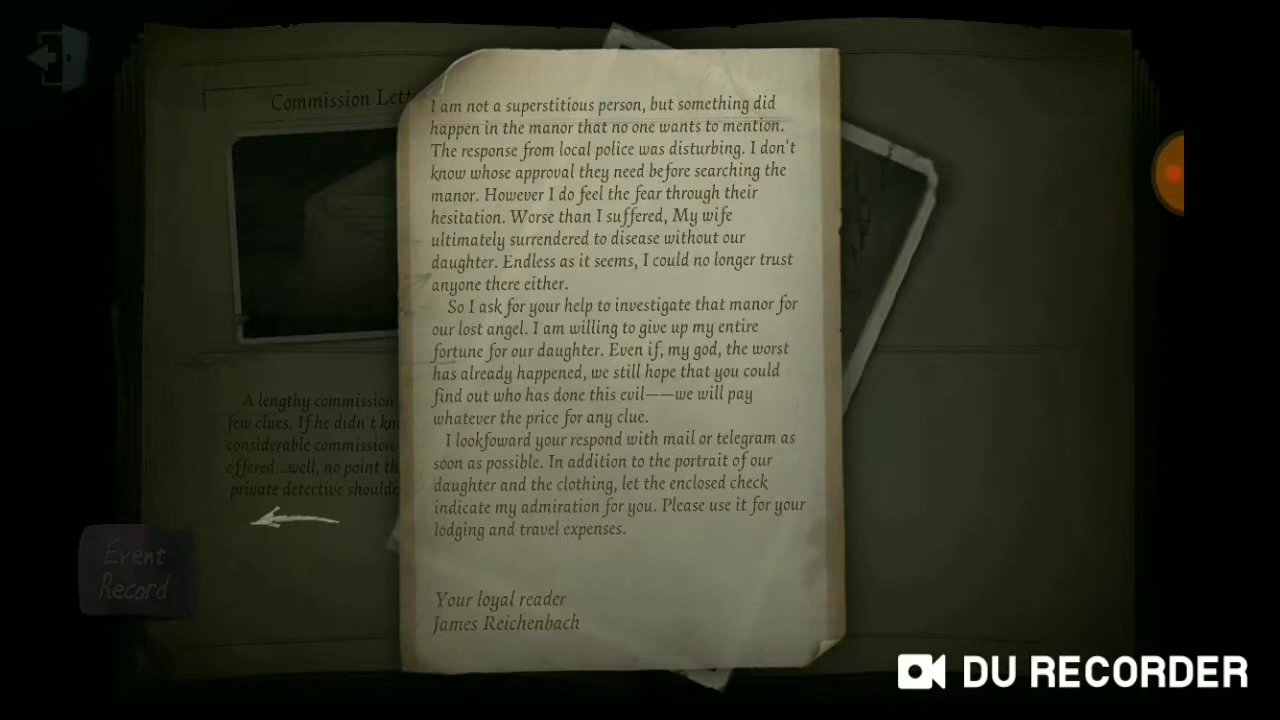 Commission Lett
I am not a superstitious person, but something did
happen in the manor that no one wants to mention.
The response from local police was disturbing. I don't
know whose approval they need before searching the
manor. However I do feel the fear through their
hesitation. Worse than I suffered, My wife
ultimately surrendered to disease without our
daughter. Endless as it seems, I could no longer trust
anyone there either.
So I ask for your help to investigate that manor for
our lost angel. I am willing to give up my entire
fortune for our daughter. Even if, my god, the worst
has already happened, we still hope that you could
find out who has done this evil——we will pay
whatever the price for any clue.
I lookfoward your respond with mail or telegram as
soon as possible. In addition to the portrait of our
daughter and the clothing, let the enclosed check
indicate my admiration for you. Please use it for your
lodging and travel expenses.
Your loyal reader
James Reichenbach
A lengthy commission
few clues. If he didn't kn
considerable commission
offered...well, no point th
private detective shouldn
Event
Record
DU RECORDER